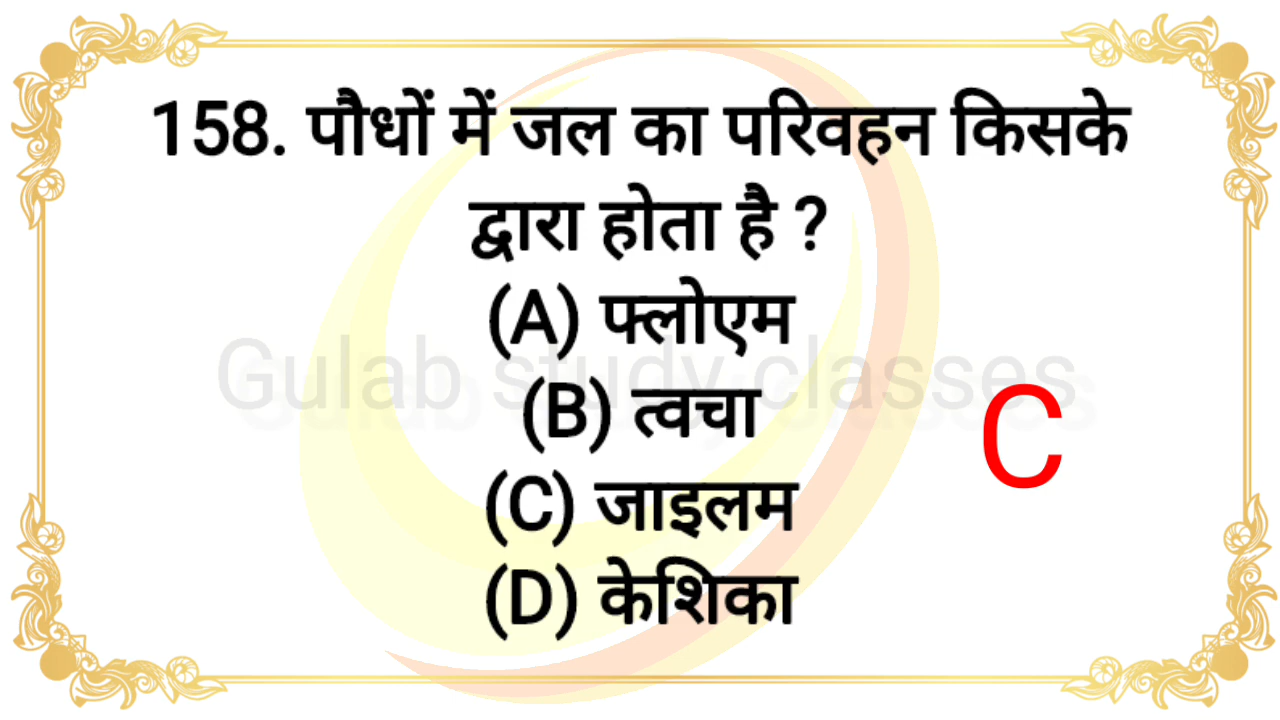 158. पौधों में जल का परिवहन किसके
द्वारा होता है ?
(A) फ्लोएम
Gulab study classes
(B) त्वचा
C
(C) जाइलम
(D) केशिका